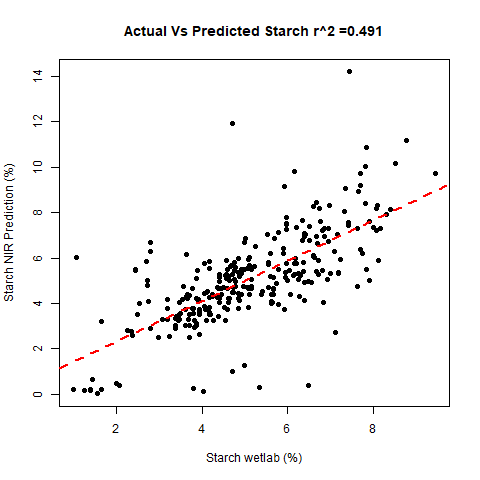 Actual Vs Predicted Starch r^2 =0.491
Starch NIR Prediction (%)
14
12
10
8
6
4
2
0
2 4 6 8
Starch wetlab (%)